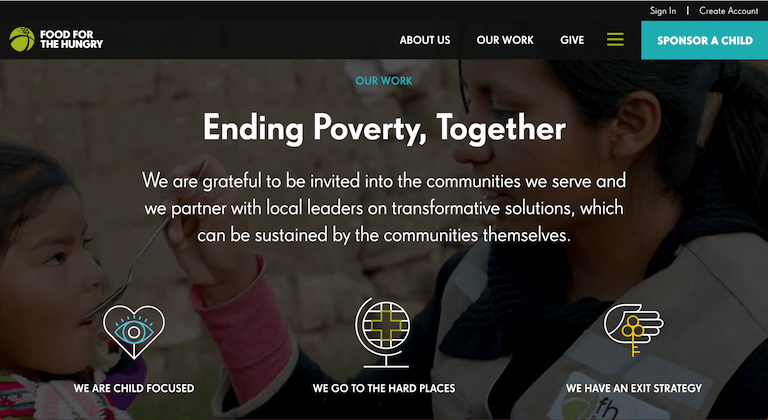 Sign In | Create Account
FOOD FOR
THE HUNGRY
ABOUT US
OUR WORK
GIVE
SPONSOR A CHILD
OUR WORK
Ending Poverty, Together
We are grateful to be invited into the communities we serve and
we partner with local leaders on transformative solutions, which
can be sustained by the communities themselves.
WE ARE CHILD FOCUSED
WE GO TO THE HARD PLACES
WE HAVE AN EXIT STRATEGY
fh